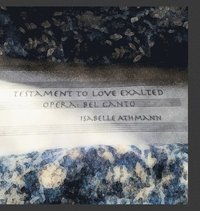 TESTAMENT TO LOVE EXALTED
OPERA: BEL CANTO
ISABELLE ATHMANN